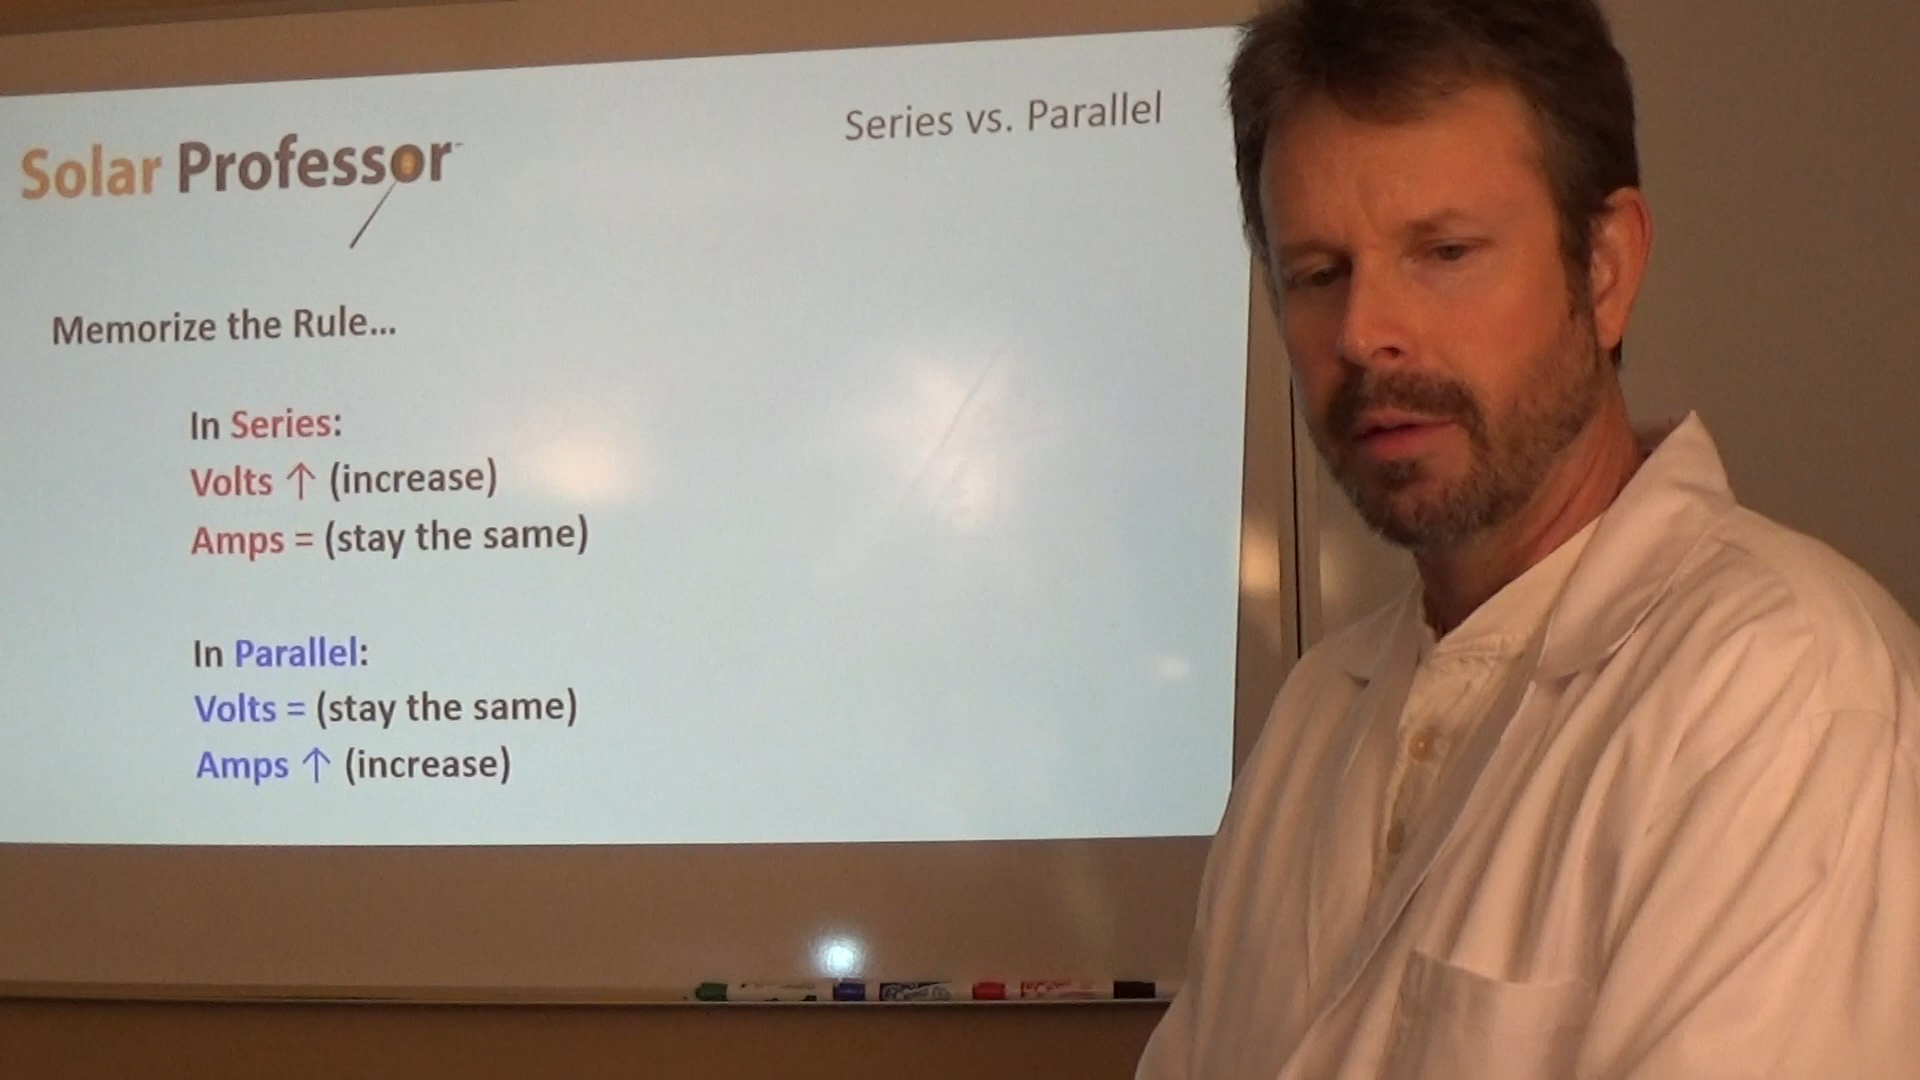 Series vs. Parallel
Solar Professor
Memorize the Rule...
In Series:
Volts ↑ (increase)
Amps = (stay the same)
In Parallel:
Volts = (stay the same)
Amps ↑ (increase)